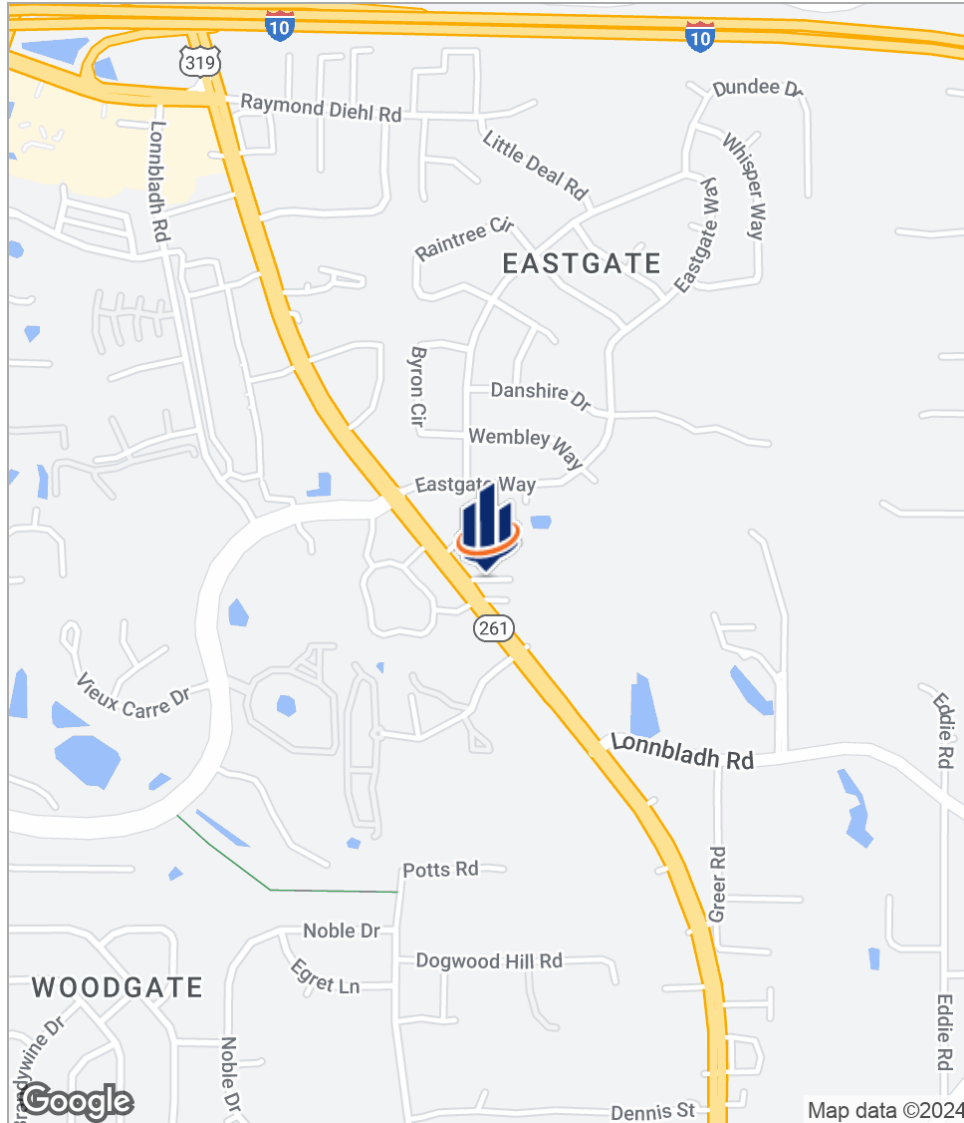 10
10
319
Raymond Diehl Rd
Dundee Dr
Lonnbladh Rd
Little Deal Rd
Whisper Way
Eastgate Way
Raintree Cir
EASTGATE
Byron Cir
Danshire Dr
Wembley Way
Eastgate Way
261
Vieux Carre Dr
Eddie Rd
Lonnbladh Rd
Greer Rd
Potts Rd
Noble Dr
Dogwood Hill Rd
Egret Ln
WOODGATE
Eddie Rd
Brandywine Dr
Noble Dr
Google
Dennis St
Map data ©2024